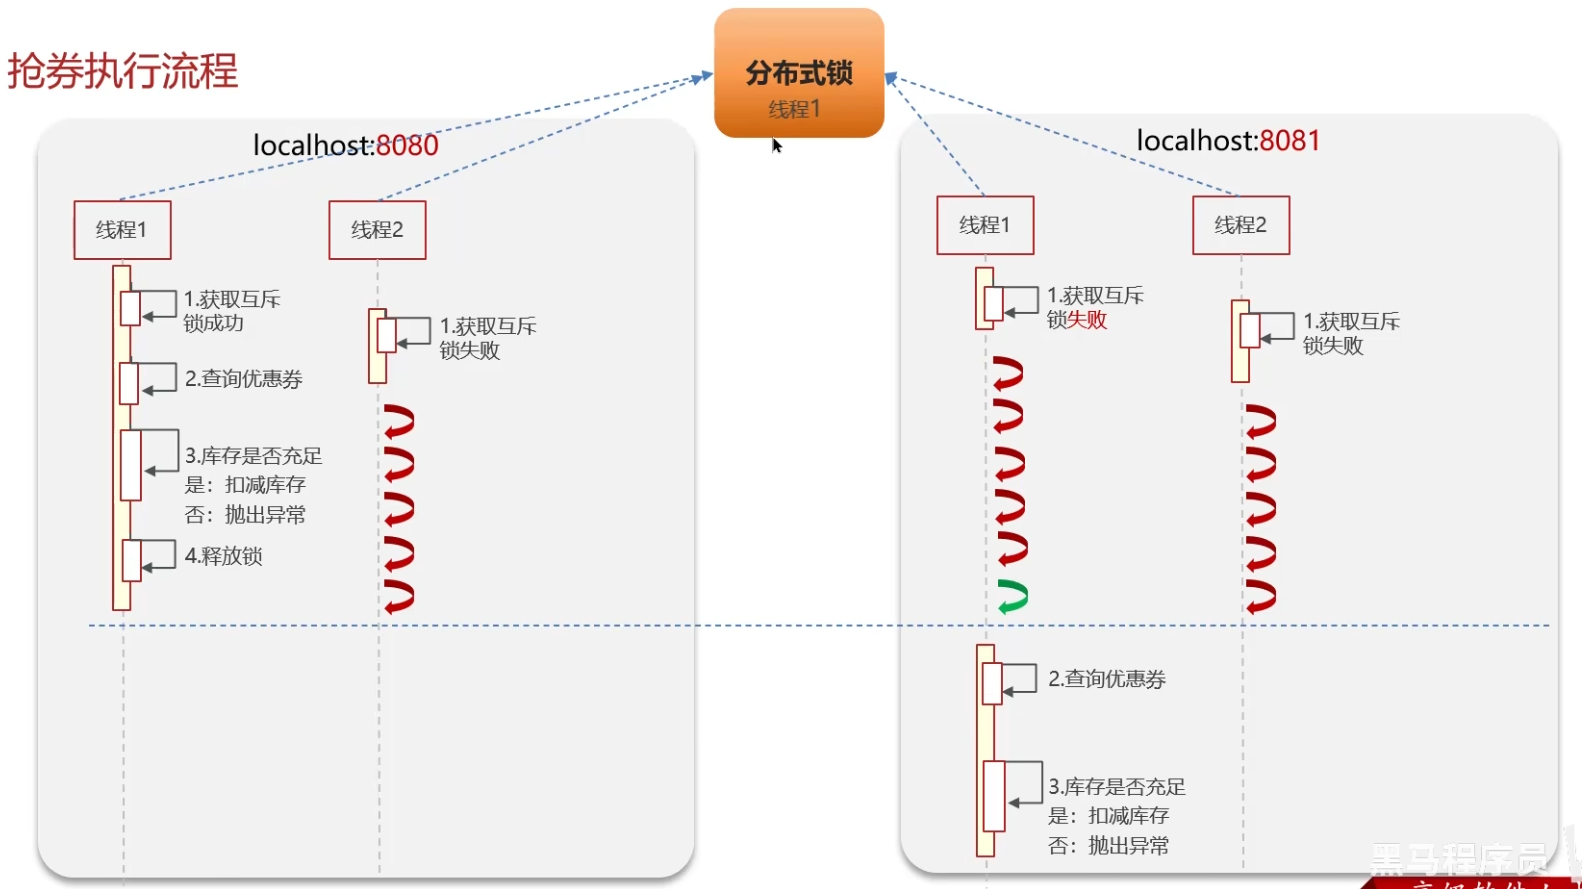 抢券执行流程
分布式锁
线程1
localhost:8080
线程1
线程2
1.获取互斥
锁成功
2.查询优惠券
3.库存是否充足
是：扣减库存
否：抛出异常
4.释放锁
1.获取互斥
锁失败
localhost:8081
线程1
线程2
1.获取互斥
锁失败
1.获取互斥
锁失败
2.查询优惠券
3.库存是否充足
是：扣减库存
否：抛出异常
黑马程序员